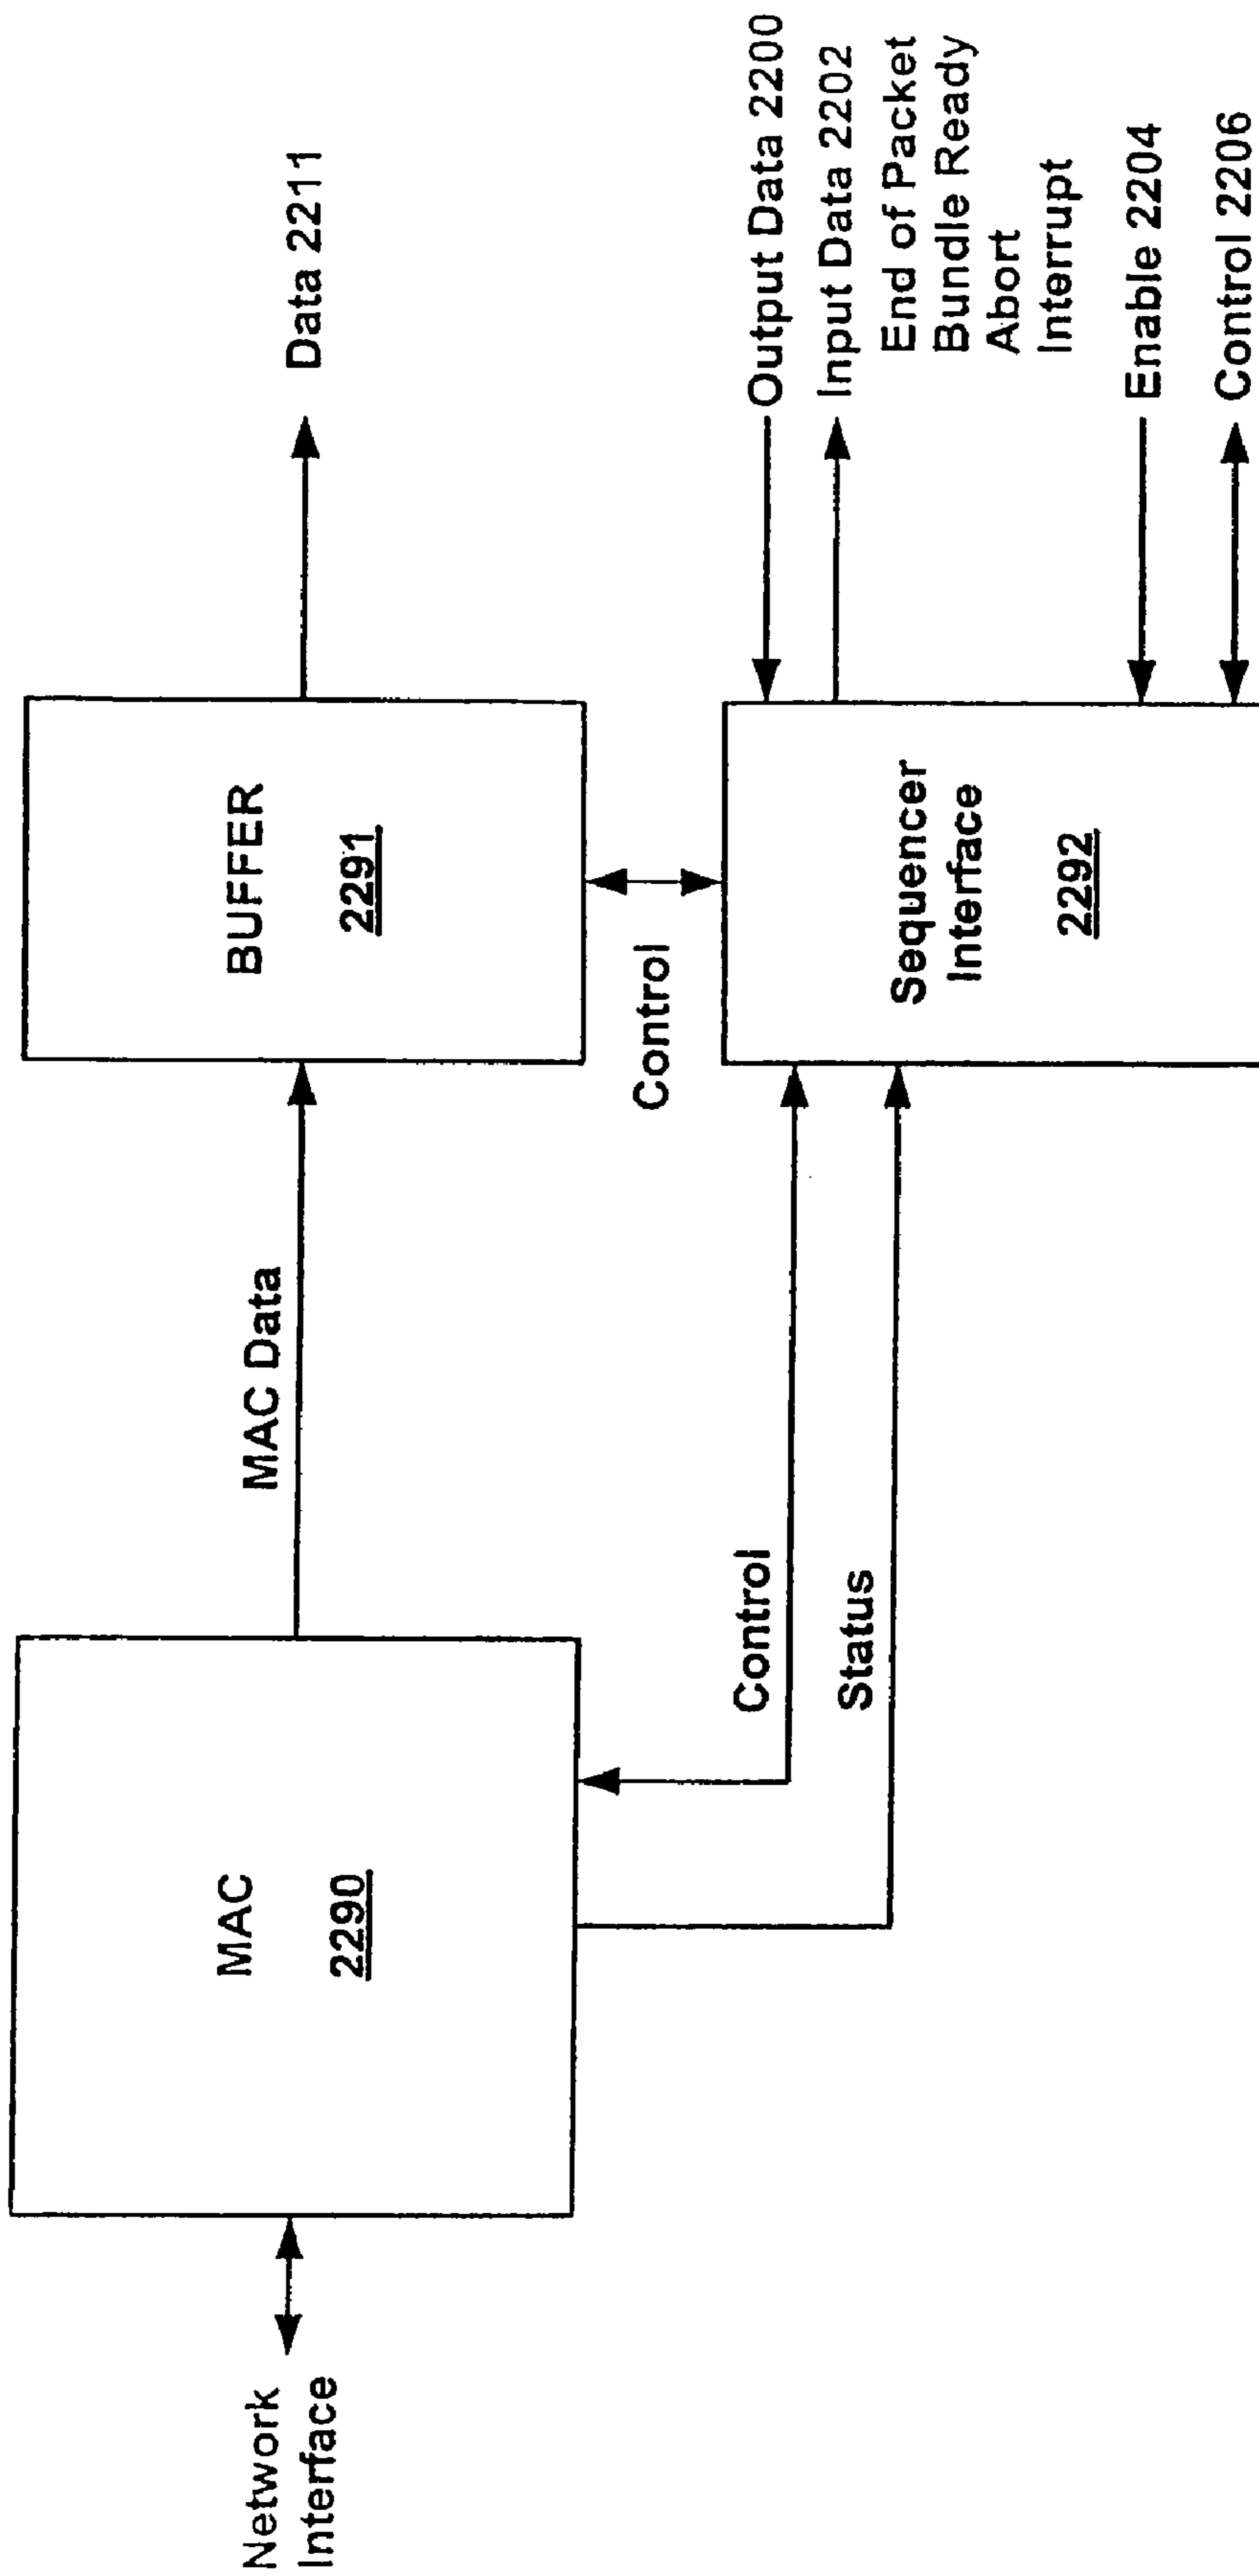 Network
Interface
MAC
2290
MAC Data
BUFFER
2291
Data 2211
Control
Status
Control
Sequencer
Interface
2292
Output Data 2200
Input Data 2202
End of Packet
Bundle Ready
Abort
Interrupt
Enable 2204
Control 2206